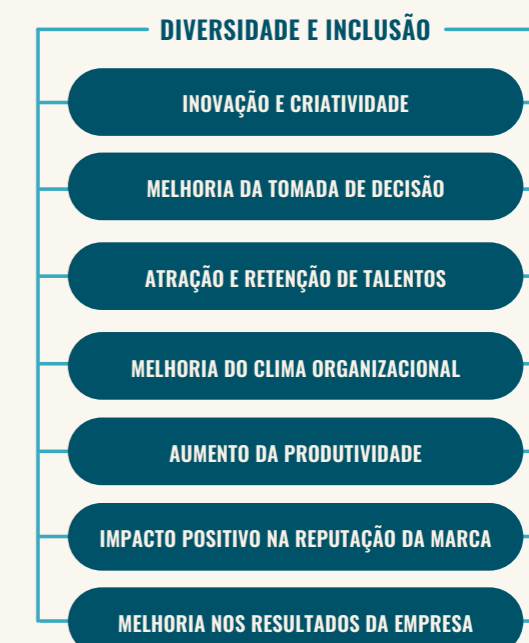 DIVERSIDADE E INCLUSÃO
INOVAÇÃO E CRIATIVIDADE
MELHORIA DA TOMADA DE DECISÃO
ATRAÇÃO E RETENÇÃO DE TALENTOS
MELHORIA DO CLIMA ORGANIZACIONAL
AUMENTO DA PRODUTIVIDADE
IMPACTO POSITIVO NA REPUTAÇÃO DA MARCA
MELHORIA NOS RESULTADOS DA EMPRESA